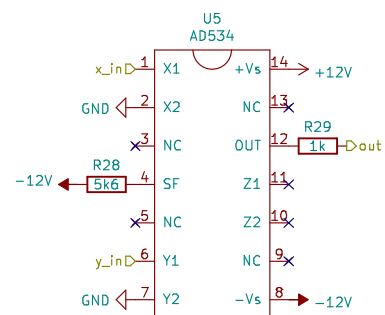 U5
AD534
x_in 1 X1 +Vs 14 +12V
GND 2 X2 NC 13
3 NC OUT 12 R29 1k out
R28
-12V 5k6 4 SF Z1 11
5 NC Z2 10
y_in 6 Y1 NC 9
GND 7 Y2 -Vs 8 -12V